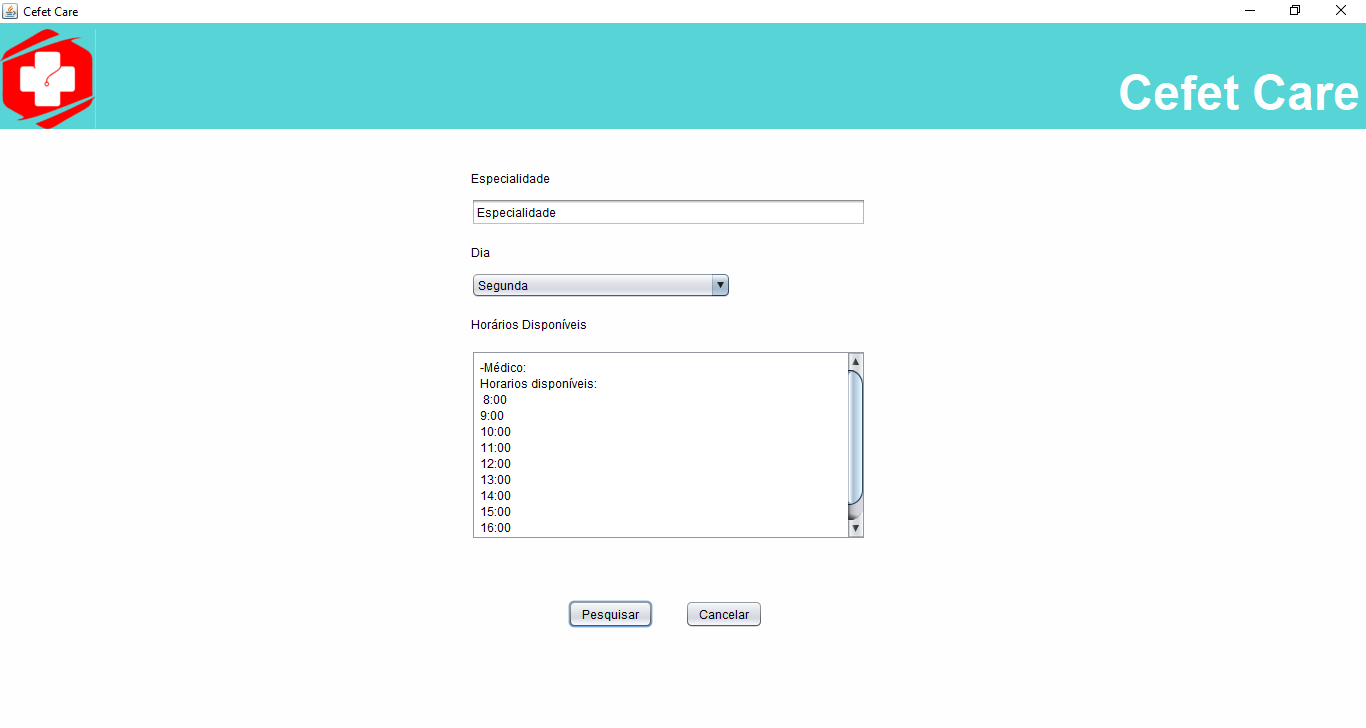 Cefet Care
Cefet Care
Especialidade
Especialidade
Dia
Segunda
Horários Disponíveis
-Médico:
Horarios disponíveis:
8:00
9:00
10:00
11:00
12:00
13:00
14:00
15:00
16:00
Pesquisar
Cancelar